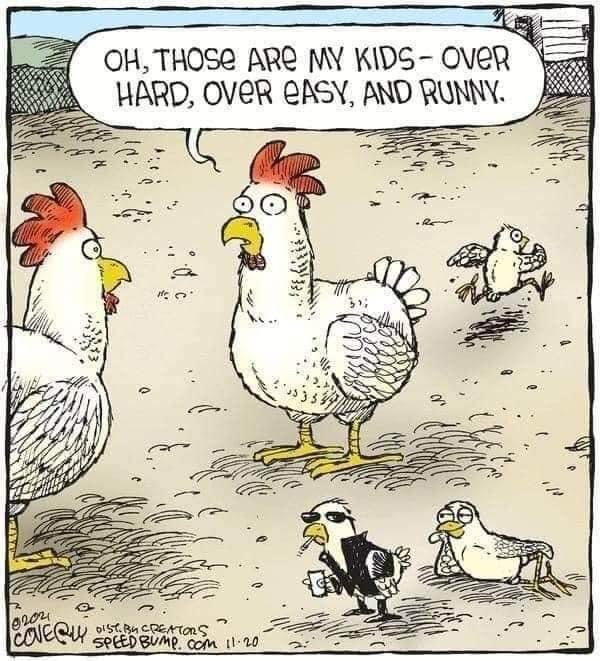 OH, THOSe ARe MY KIDS- OVeR
HARD, OVeR eASY, AND RUNNY.
©2021
COVERLY
DIST. BY CREATORS
SPEEDBUMP.COM 11·20